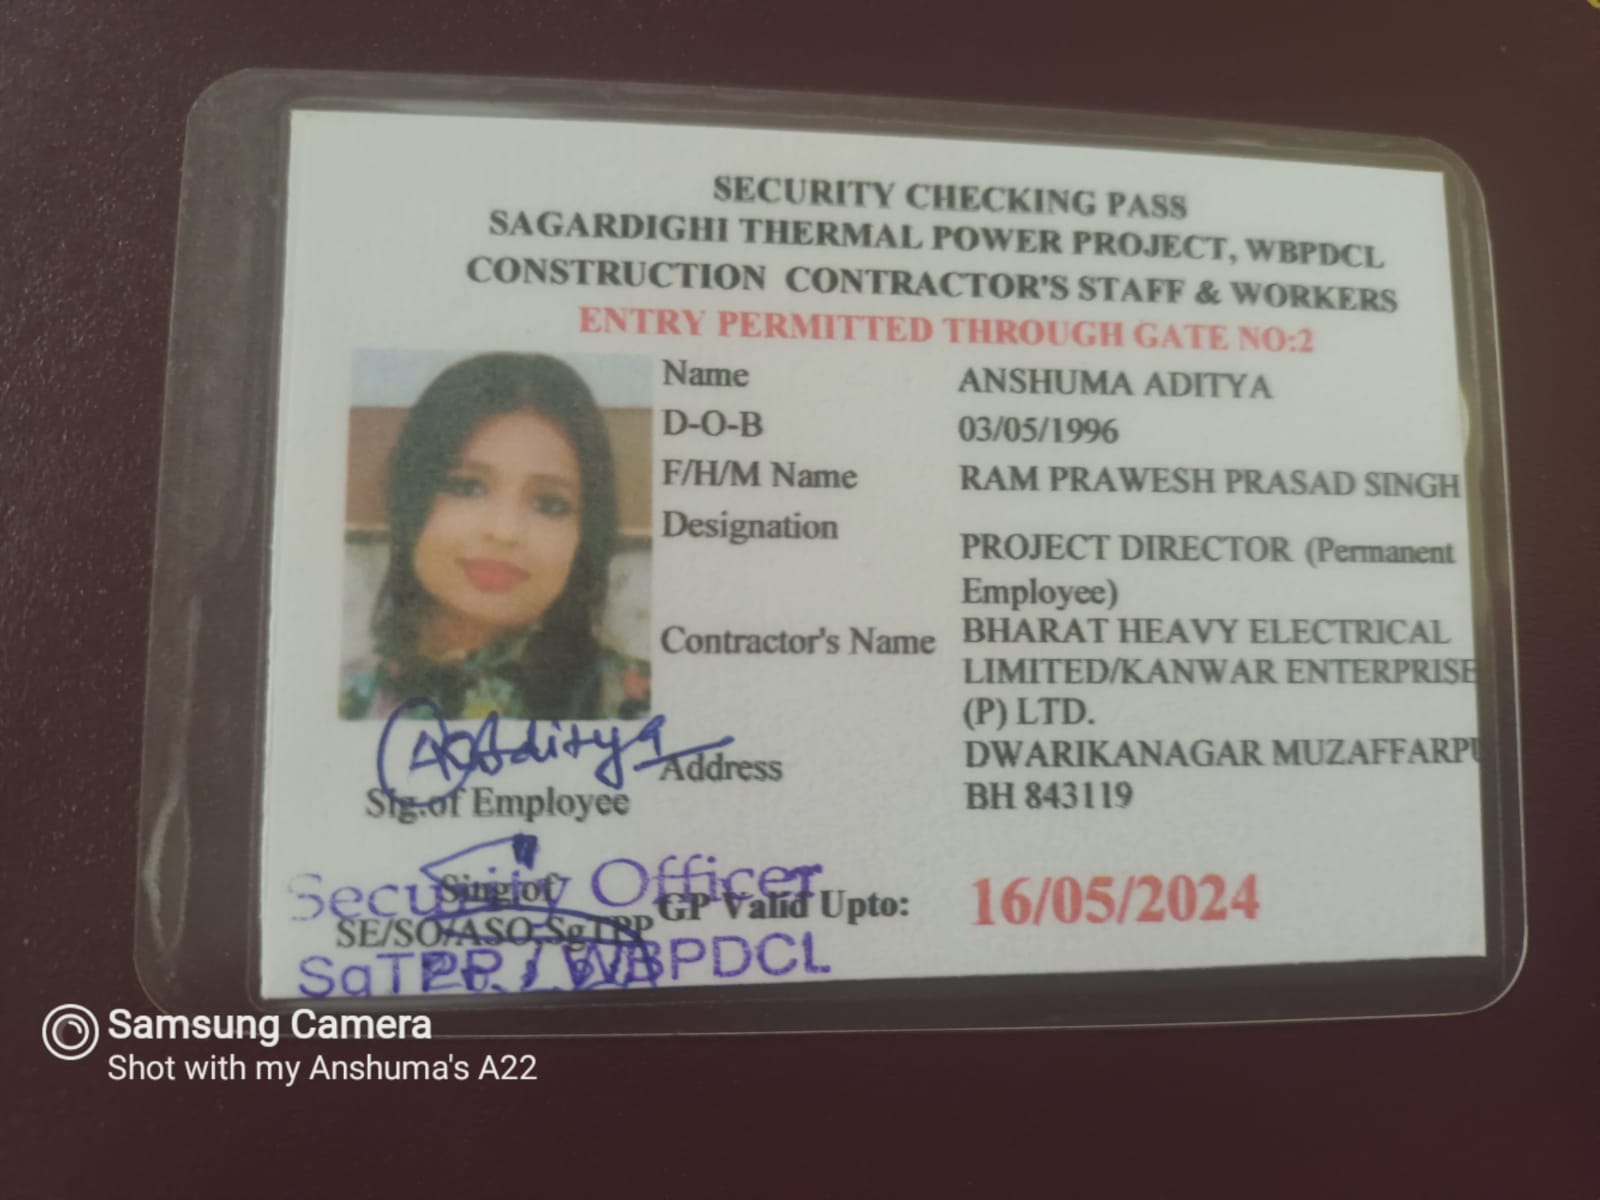 SECURITY CHECKING PASS
SAGARDIGHI THERMAL POWER PROJECT, WBPDCL
CONSTRUCTION CONTRACTOR'S STAFF & WORKERS
ENTRY PERMITTED THROUGH GATE NO:2
Name ANSHUMA ADITYA
D-O-B 03/05/1996
F/H/M Name RAM PRAWESH PRASAD SINGH
Designation PROJECT DIRECTOR (Permanent
Employee)
Contractor's Name BHARAT HEAVY ELECTRICAL
LIMITED/KANWAR ENTERPRISE
(P) LTD.
Address DWARIKANAGAR MUZAFFARPU
BH 843119
Aditya
Sig.of Employee
Security Officer
Sing of
SE/SO/ASO,SgTPP
GP Valid Upto: 16/05/2024
SgTPP / WBPDCL
Samsung Camera
Shot with my Anshuma's A22